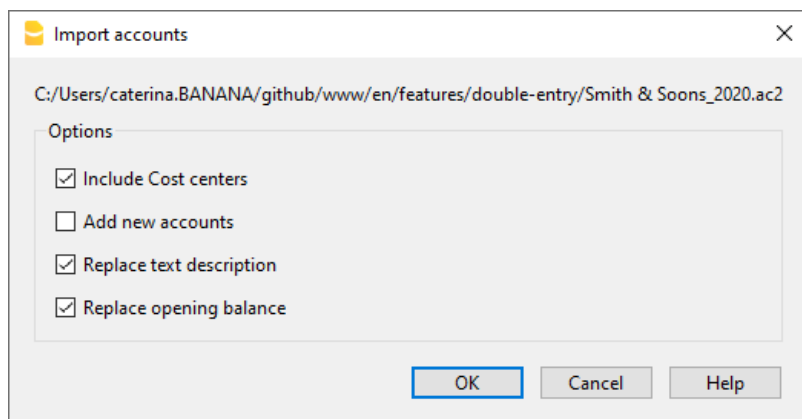 Import accounts
C:/Users/caterina.BANANA/github/www/en/features/double-entry/Smith & Soons_2020.ac2
Options
Include Cost centers
Add new accounts
Replace text description
Replace opening balance
OK Cancel Help